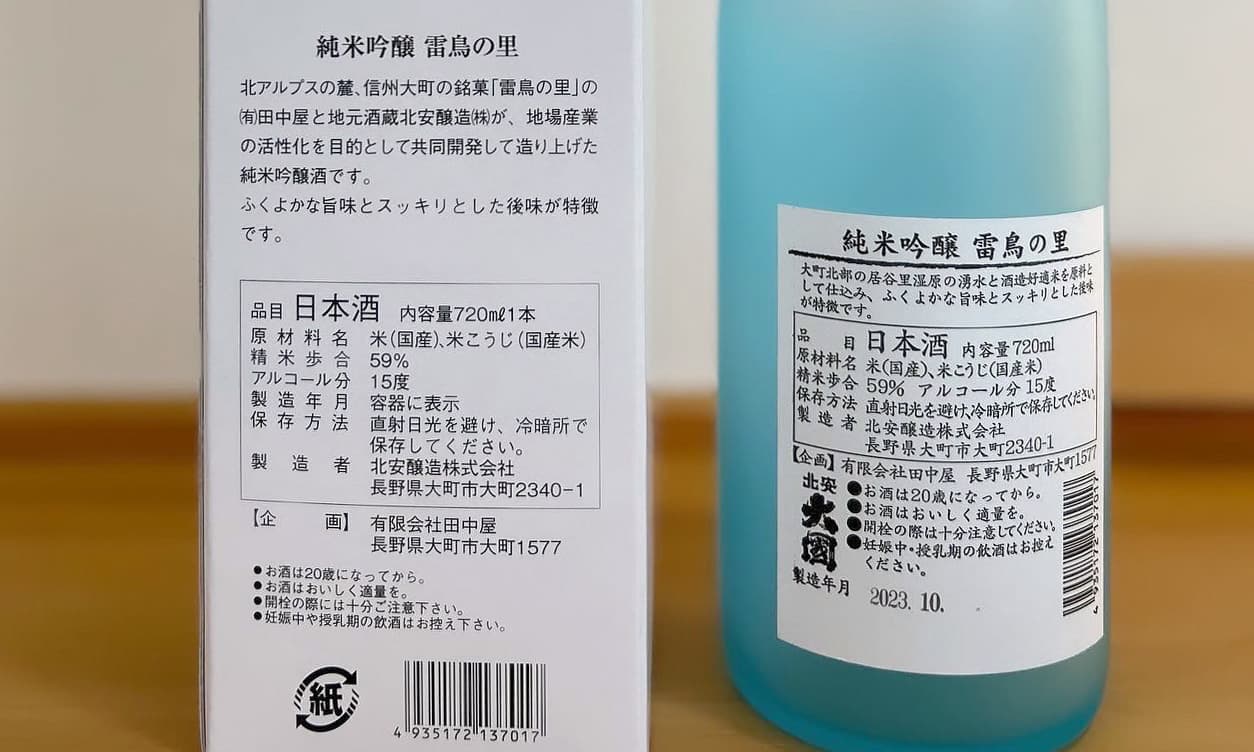 純米吟醸 雷鳥の里
北アルプスの麓、信州大町の銘菓「雷鳥の里」の
㈲田中屋と地元酒蔵北安醸造㈱が、地場産業
の活性化を目的として共同開発して造り上げた
純米吟醸酒です。
ふくよかな旨味とスッキリとした後味が特徴
です。
品目 日本酒 内容量720㎖1本
原材料名 米(国産)、米こうじ(国産米)
精米歩合 59%
アルコール分 15度
製造年月 容器に表示
保存方法 直射日光を避け、冷暗所で
保存してください。
製造者 北安醸造株式会社
長野県大町市大町2340-1
【企画】 有限会社田中屋
長野県大町市大町1577
●お酒は20歳になってから。
●お酒はおいしく適量を。
●開栓の際には十分ご注意下さい。
●妊娠中や授乳期の飲酒はお控え下さい。
紙
4 935172 137017
純米吟醸 雷鳥の里
大町北部の居谷里湿原の湧水と酒造好適米を原料と
して仕込み、ふくよかな旨味とスッキリとした後味
が特徴です。
品目 日本酒 内容量720ml
原材料名 米(国産)、米こうじ(国産米)
精米歩合 59% アルコール分 15度
保存方法 直射日光を避け、冷暗所で保存してください。
製造者 北安醸造株式会社
長野県大町市大町2340-1
【企画】 有限会社田中屋 長野県大町市大町1577
北安
大國
●お酒は20歳になってから。
●お酒はおいしく適量を。
●開栓の際は十分注意してください。
●妊娠中・授乳期の飲酒はお控え
ください。
製造年月 2023. 10.
4 935172 137017